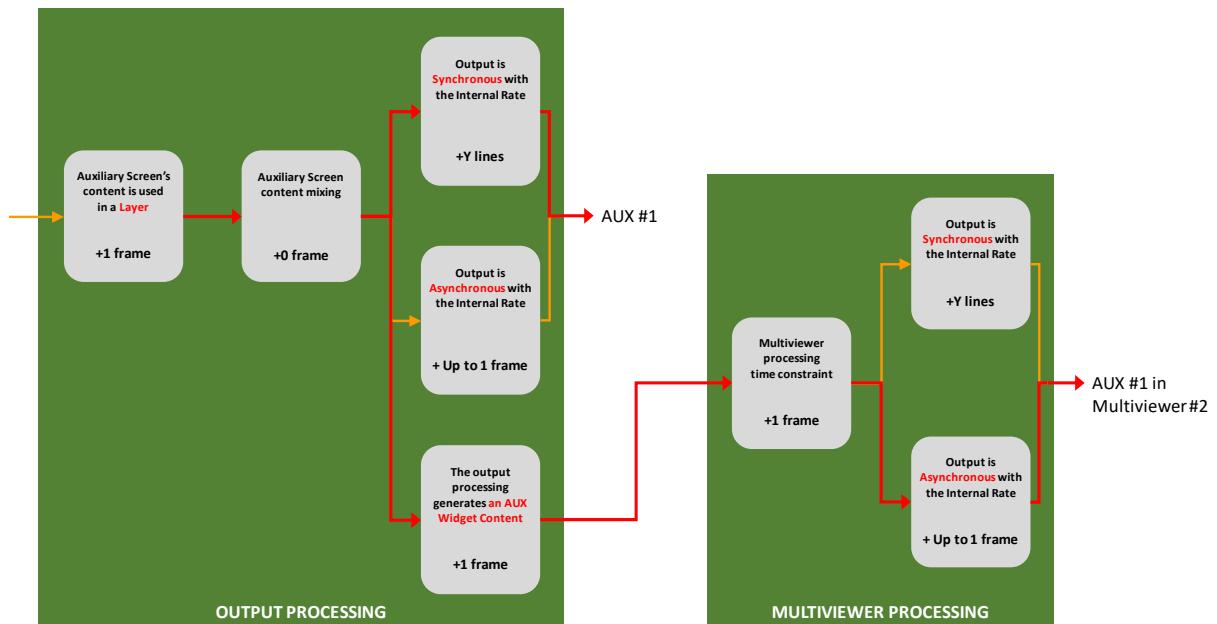 Auxiliary Screen's
content is used
in a Layer
+1 frame
Auxiliary Screen
content mixing
+0 frame
Output is
Synchronous with
the Internal Rate
+Y lines
Output is
Asynchronous with
the Internal Rate
+ Up to 1 frame
The output
processing
generates an AUX
Widget Content
+1 frame
AUX #1
OUTPUT PROCESSING
Multiviewer
processing
time constraint
+1 frame
Output is
Synchronous with
the Internal Rate
+Y lines
Output is
Asynchronous with
the Internal Rate
+ Up to 1 frame
AUX #1 in
Multiviewer #2
MULTIVIEWER PROCESSING